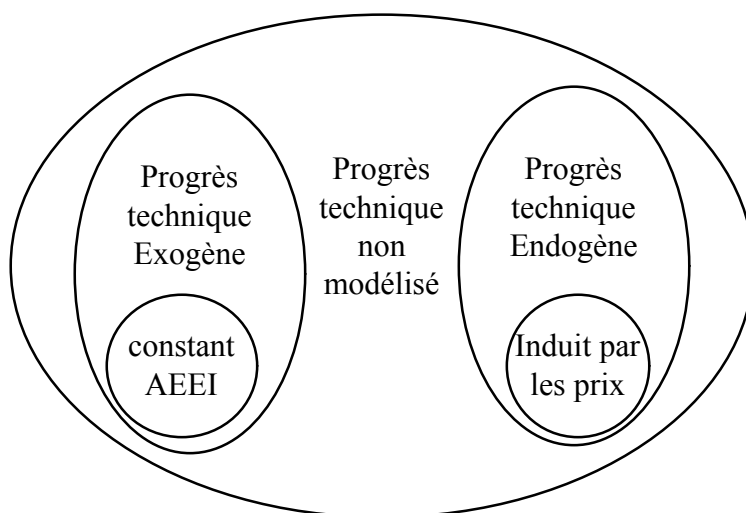 Progrès
technique
Exogène
constant
AEEI
Progrès
technique
non
modélisé
Progrès
technique
Endogène
Induit par
les prix